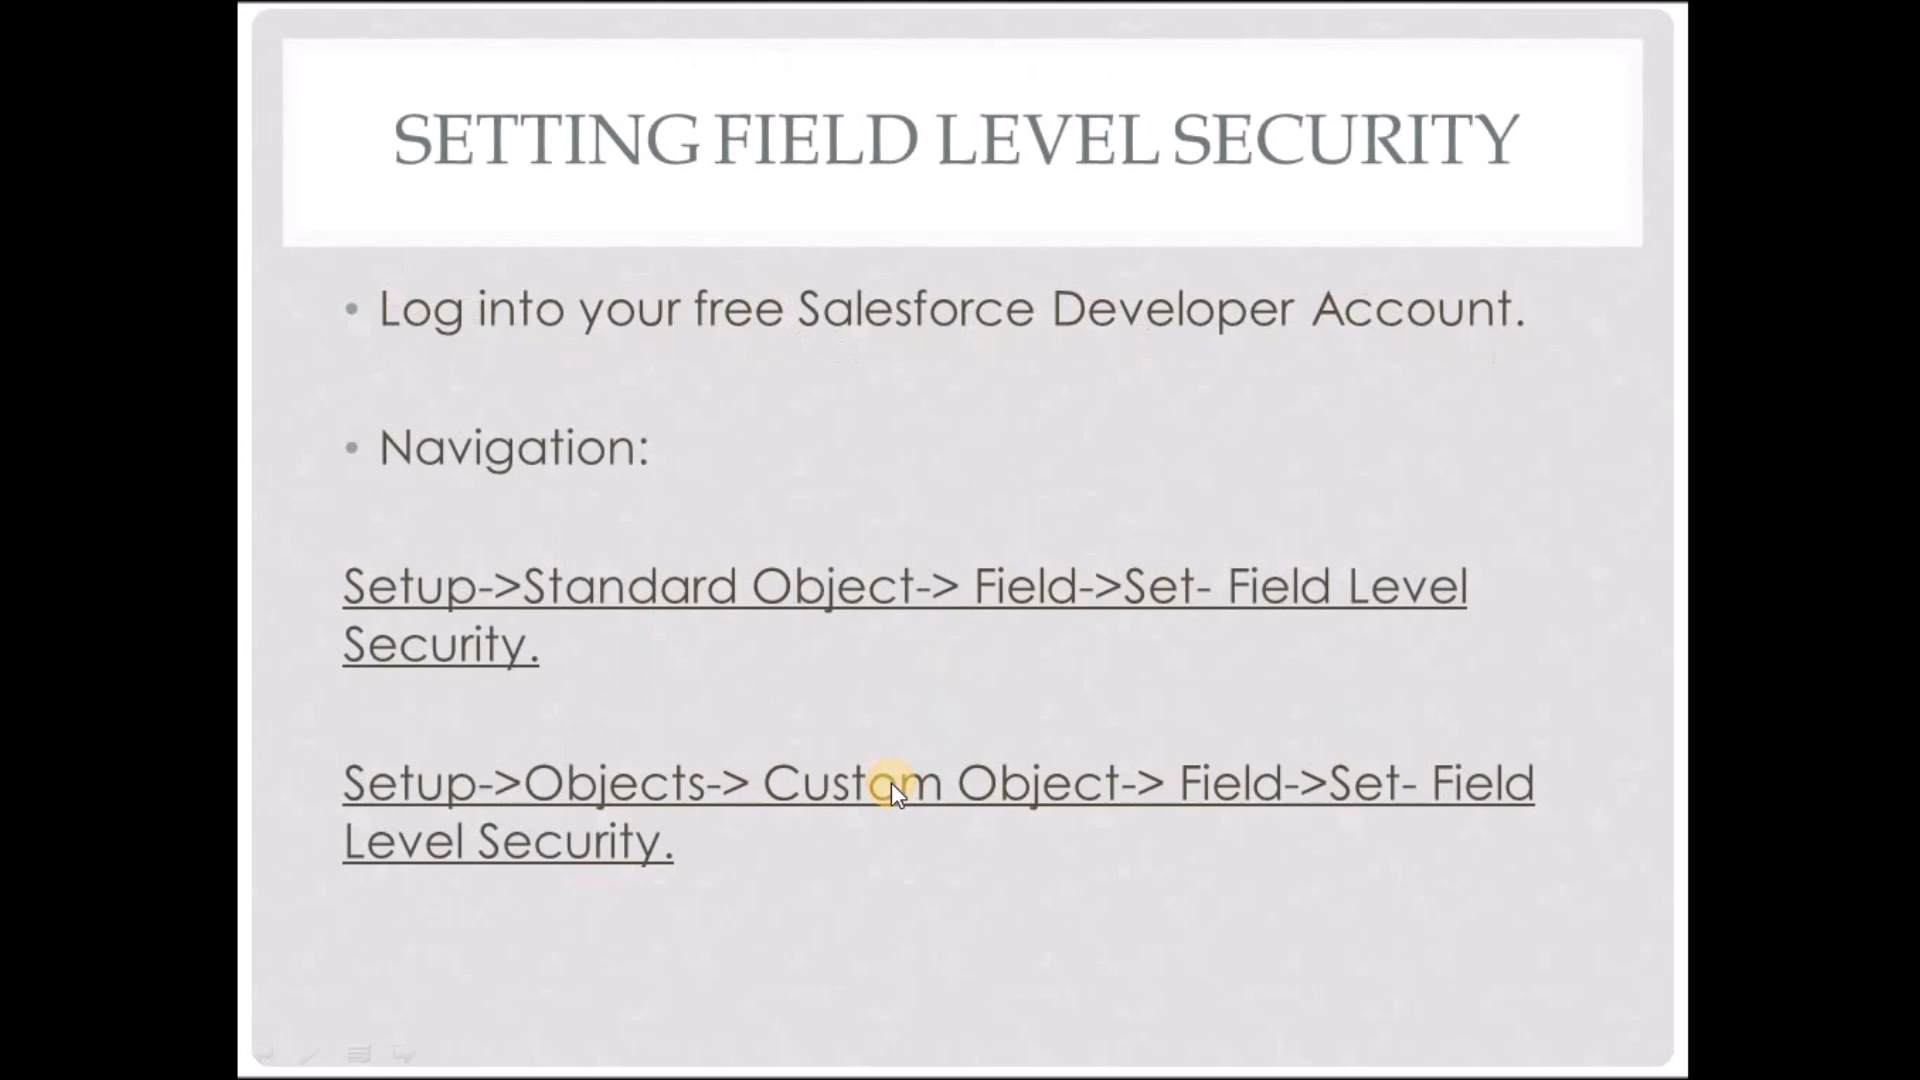 SETTING FIELD LEVEL SECURITY
• Log into your free Salesforce Developer Account.
• Navigation:
Setup->Standard Object-> Field->Set- Field Level
Security.
Setup->Objects-> Custom Object-> Field->Set- Field
Level Security.